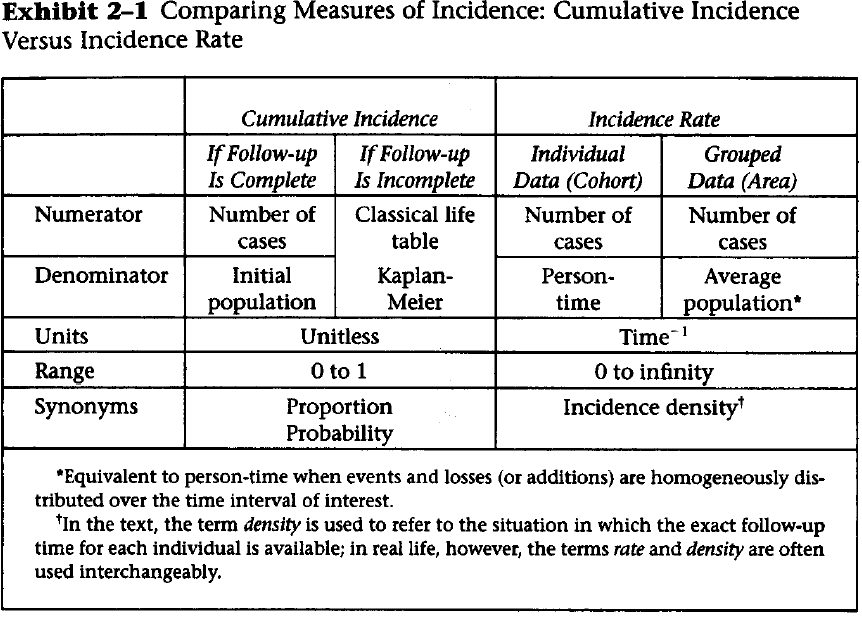 Exhibit 2–1 Comparing Measures of Incidence: Cumulative Incidence
Versus Incidence Rate
Cumulative Incidence Incidence Rate
If Follow-up If Follow-up Individual Grouped
Is Complete Is Incomplete Data (Cohort) Data (Area)
Numerator Number of Classical life Number of Number of
cases table cases cases
Denominator Initial Kaplan- Person- Average
population Meier time population*
Units Unitless Time⁻¹
Range 0 to 1 0 to infinity
Synonyms Proportion Incidence density†
Probability
*Equivalent to person-time when events and losses (or additions) are homogeneously dis-
tributed over the time interval of interest.
†In the text, the term density is used to refer to the situation in which the exact follow-up
time for each individual is available; in real life, however, the terms rate and density are often
used interchangeably.